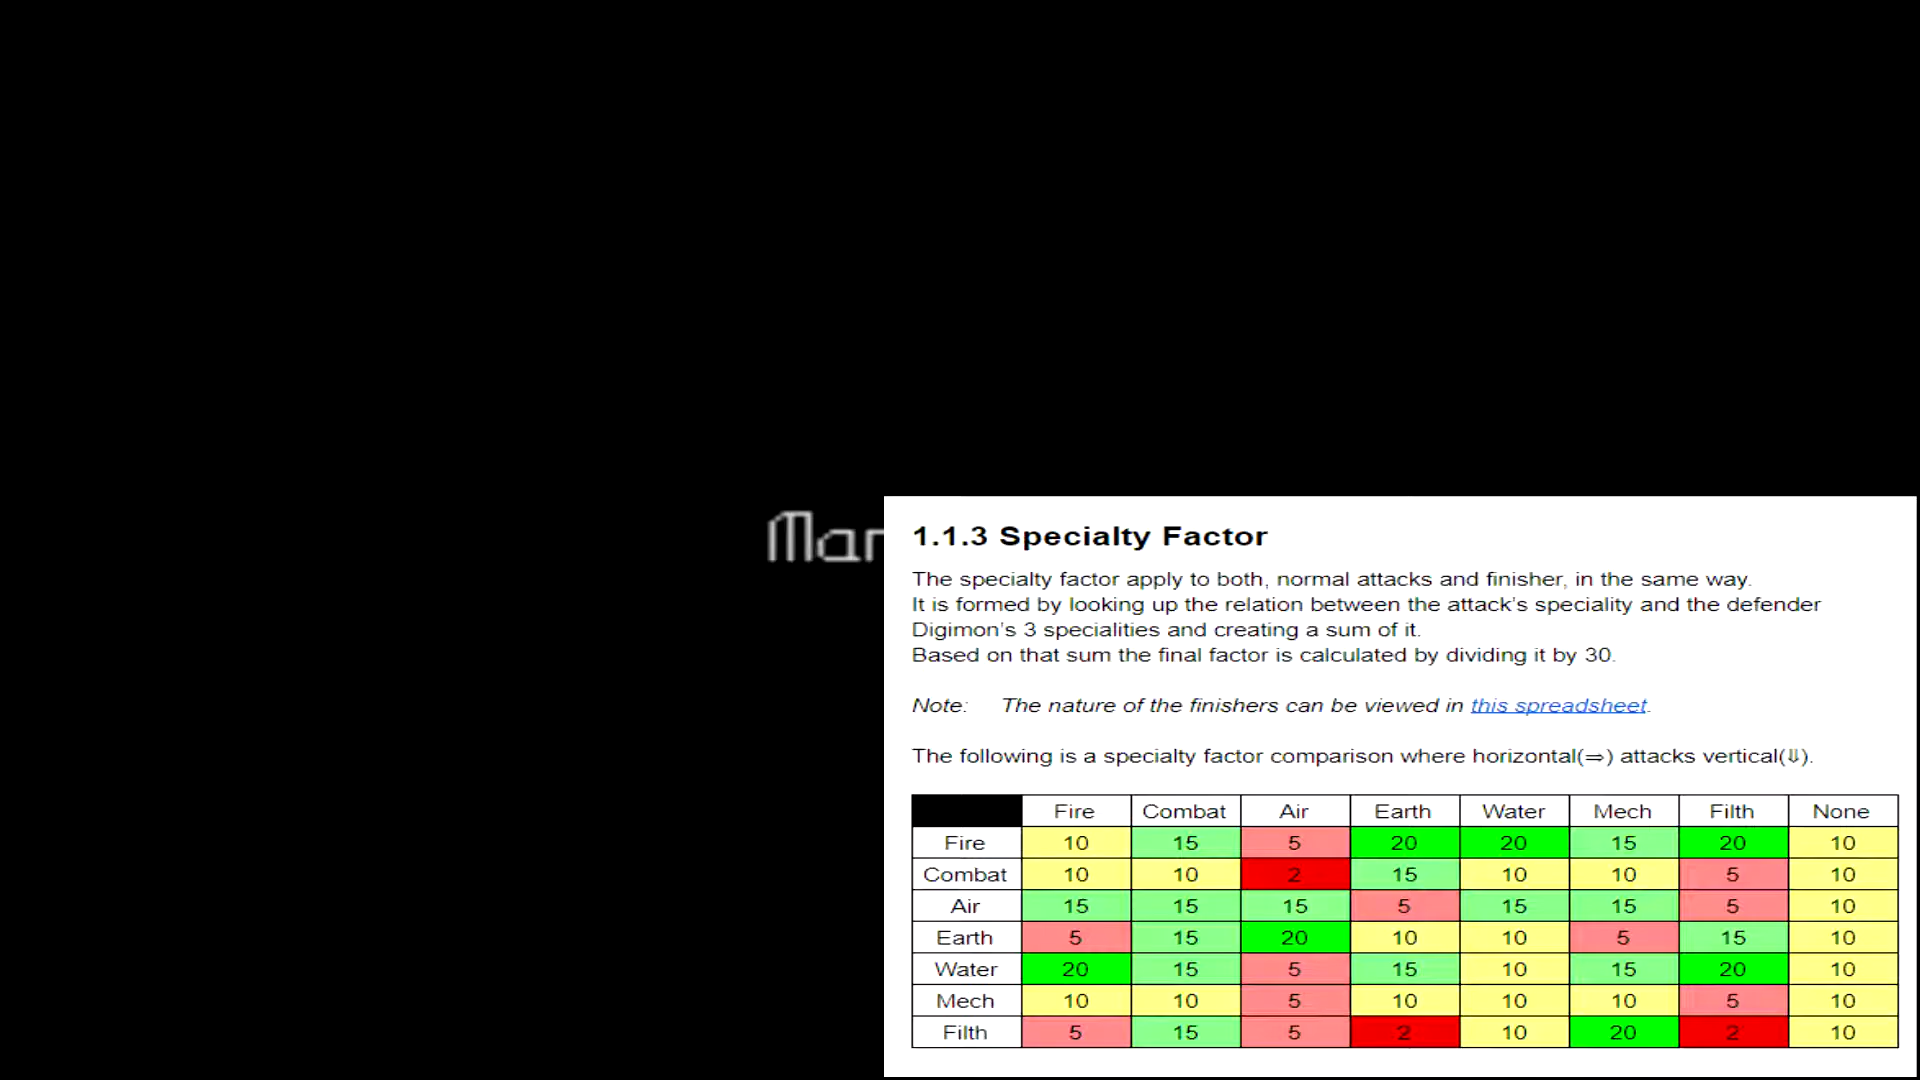 Mar
1.1.3 Specialty Factor
The specialty factor apply to both, normal attacks and finisher, in the same way.
It is formed by looking up the relation between the attack's speciality and the defender
Digimon's 3 specialities and creating a sum of it.
Based on that sum the final factor is calculated by dividing it by 30.
Note: The nature of the finishers can be viewed in this spreadsheet.
The following is a specialty factor comparison where horizontal(⇒) attacks vertical(⇓).
Fire Combat Air Earth Water Mech Filth None
Fire 10 15 5 20 20 15 20 10
Combat 10 10 2 15 10 10 5 10
Air 15 15 15 5 15 15 5 10
Earth 5 15 20 10 10 5 15 10
Water 20 15 5 15 10 15 20 10
Mech 10 10 5 10 10 10 5 10
Filth 5 15 5 2 10 20 2 10